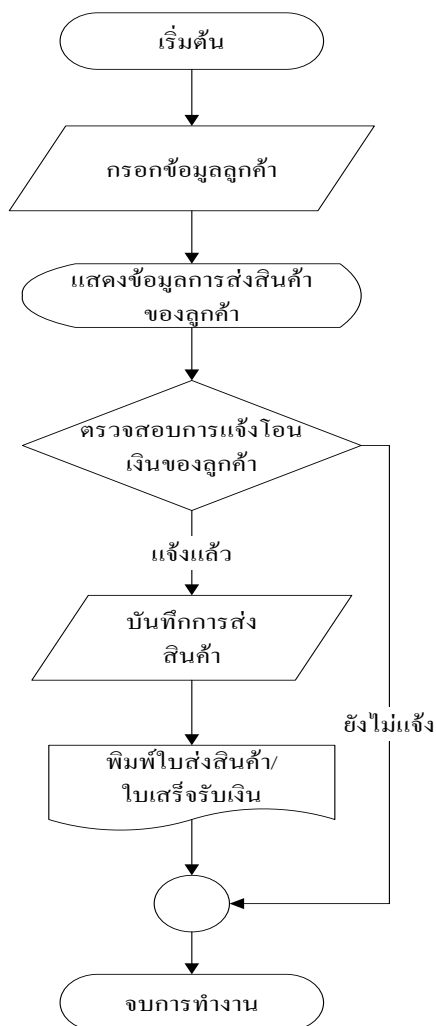 เริ่มต้น
กรอกข้อมูลลูกค้า
แสดงข้อมูลการส่งสินค้า
ของลูกค้า
ตรวจสอบการแจ้งโอน
เงินของลูกค้า
แจ้งแล้ว
บันทึกการส่ง
สินค้า
ยังไม่แจ้ง
พิมพ์ใบส่งสินค้า/
ใบเสร็จรับเงิน
จบการทำงาน